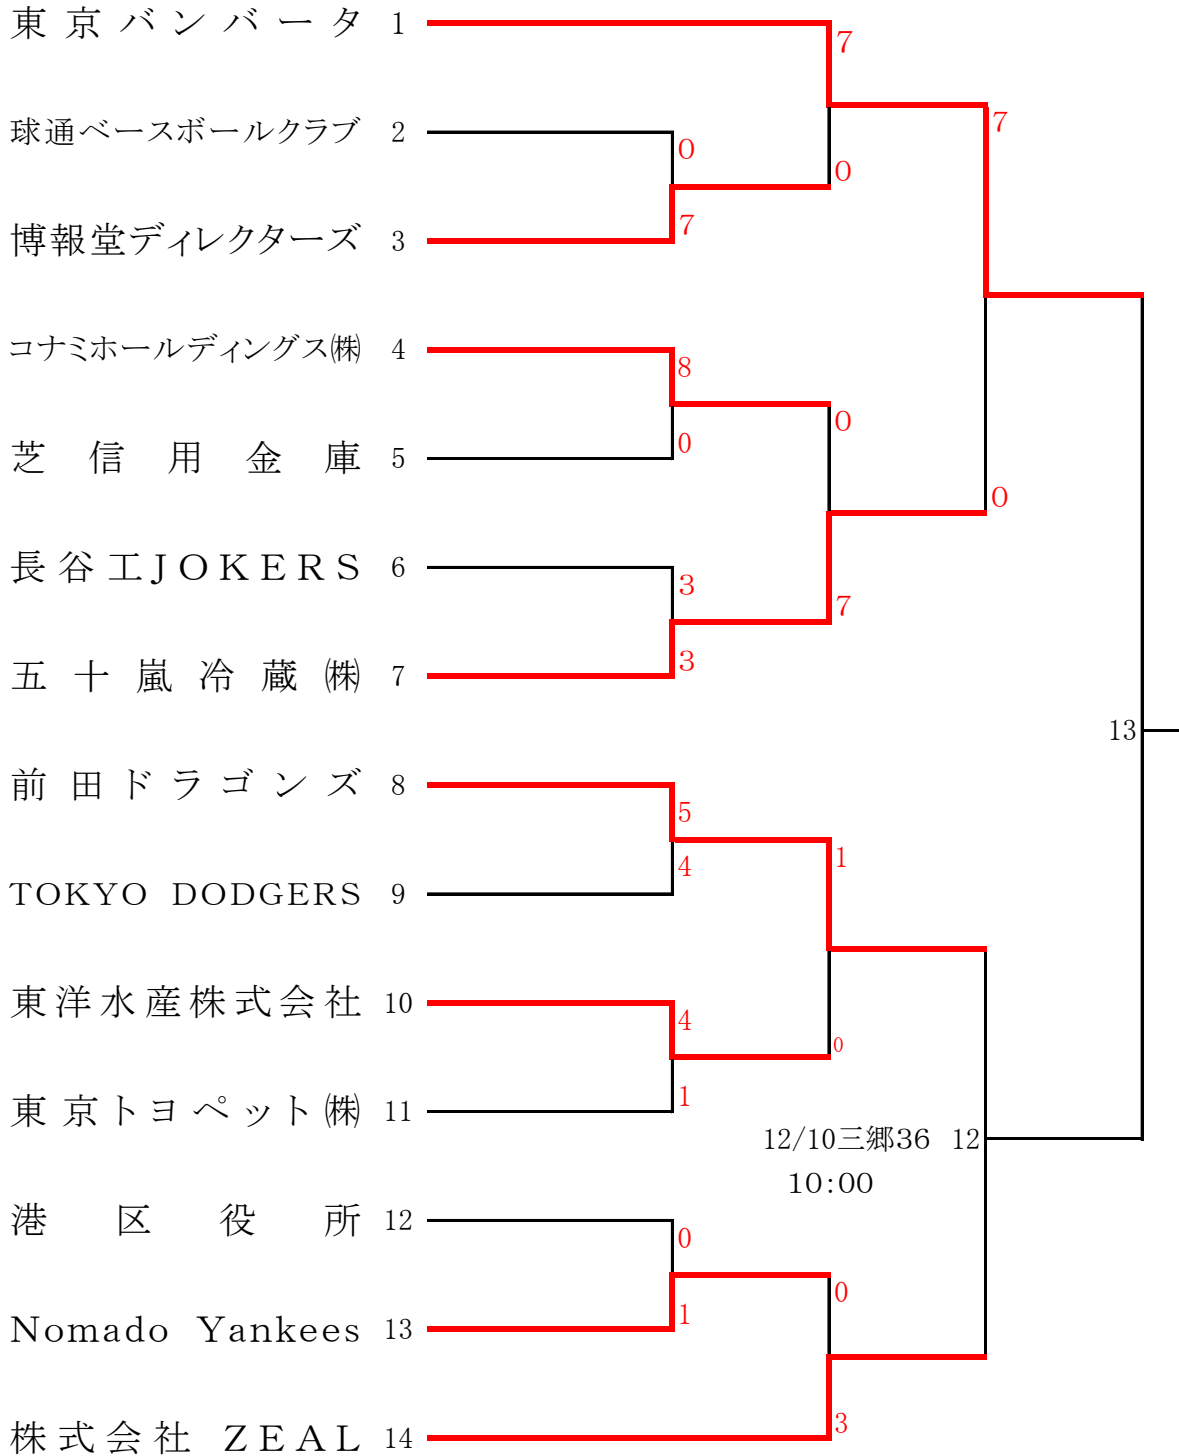 東京バンバータ 1
7
7
球通ベースボールクラブ 2
0
0
7
博報堂ディレクターズ 3
コナミホールディングス㈱ 4
8
0
0
芝信用金庫 5
0
長谷工JOKERS 6
3
7
3
五十嵐冷蔵㈱ 7
13
前田ドラゴンズ 8
5
1
4
TOKYO DODGERS 9
東洋水産株式会社 10
4
0
1
東京トヨペット㈱ 11
12/10三郷36 12
10:00
港区役所 12
0
0
1
Nomado Yankees 13
3
株式会社 ZEAL 14